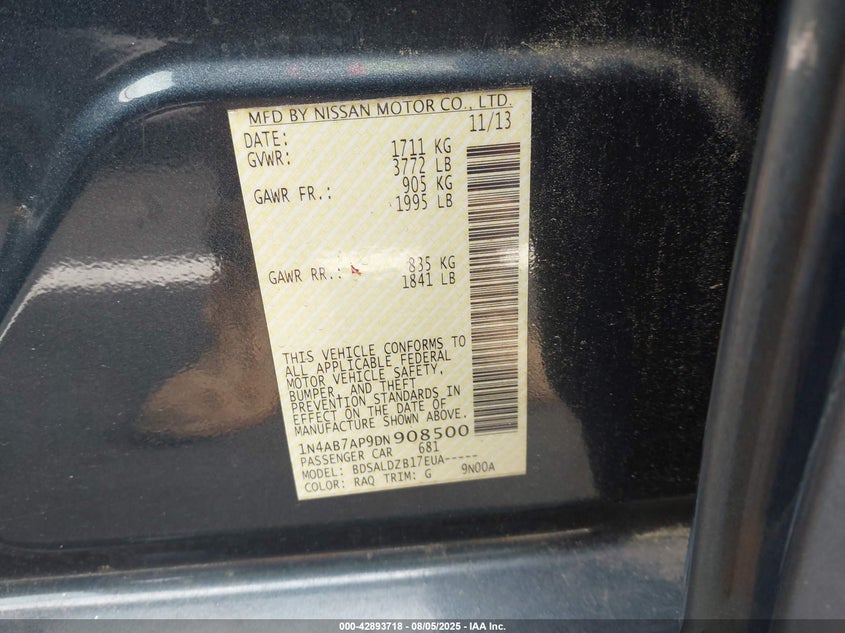 MFD BY NISSAN MOTOR CO., LTD.
DATE: 11/13
GVWR: 1711 KG
3772 LB
GAWR FR.: 905 KG
1995 LB
GAWR RR.: 835 KG
1841 LB
THIS VEHICLE CONFORMS TO
ALL APPLICABLE FEDERAL
MOTOR VEHICLE SAFETY,
BUMPER, AND THEFT
PREVENTION STANDARDS IN
EFFECT ON THE DATE OF
MANUFACTURE SHOWN ABOVE.
1N4AB7AP9DN908500
PASSENGER CAR 681
MODEL: BDSALDZB17EUA-----
COLOR: RAQ TRIM: G 9N00A
000-42893718 - 08/05/2025 - IAA Inc.